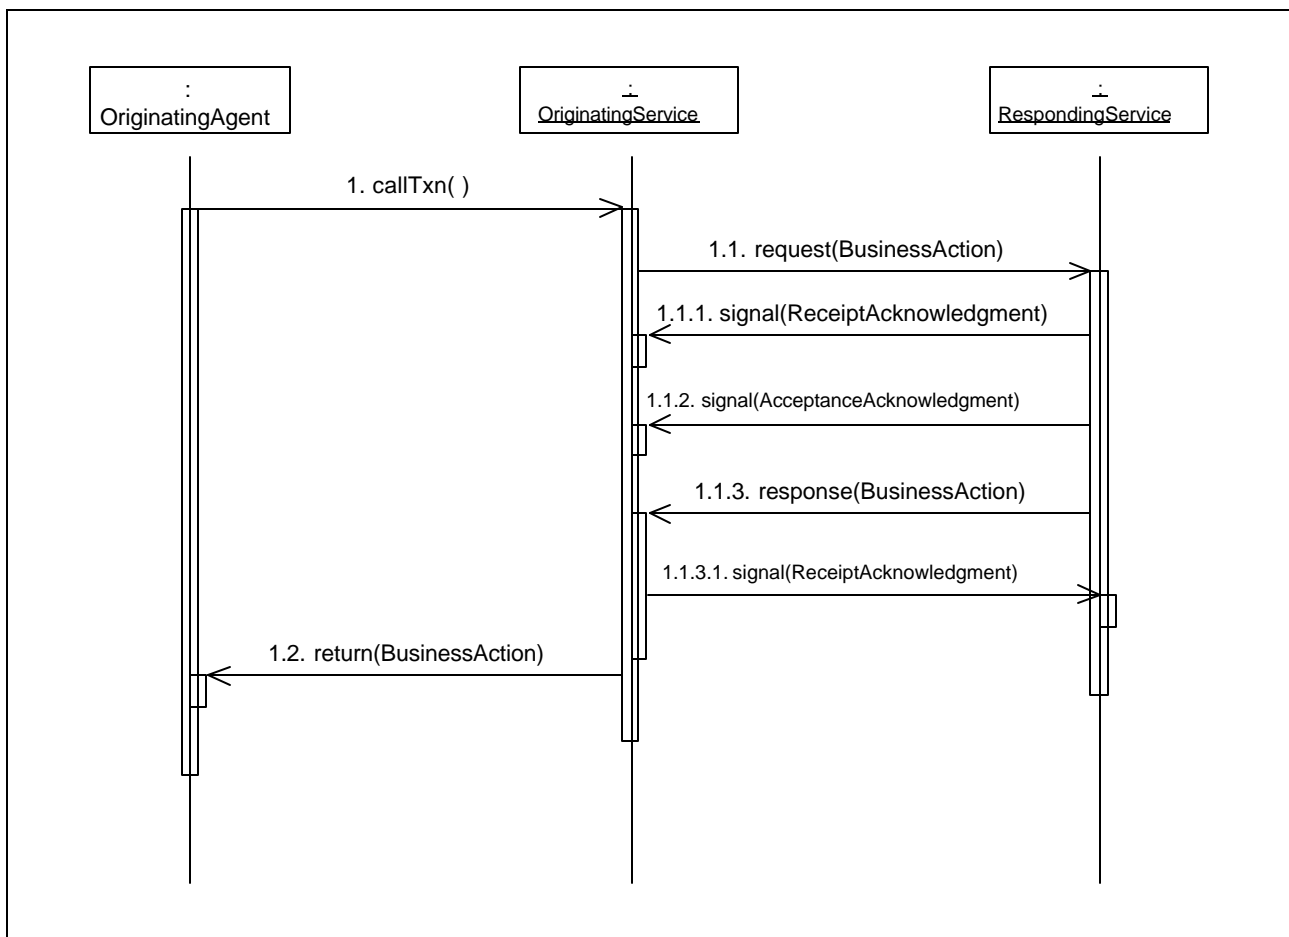 :
OriginatingAgent
:
OriginatingService
:
RespondingService
1. callTxn( )
1.1. request(BusinessAction)
1.1.1. signal(ReceiptAcknowledgment)
1.1.2. signal(AcceptanceAcknowledgment)
1.1.3. response(BusinessAction)
1.1.3.1. signal(ReceiptAcknowledgment)
1.2. return(BusinessAction)